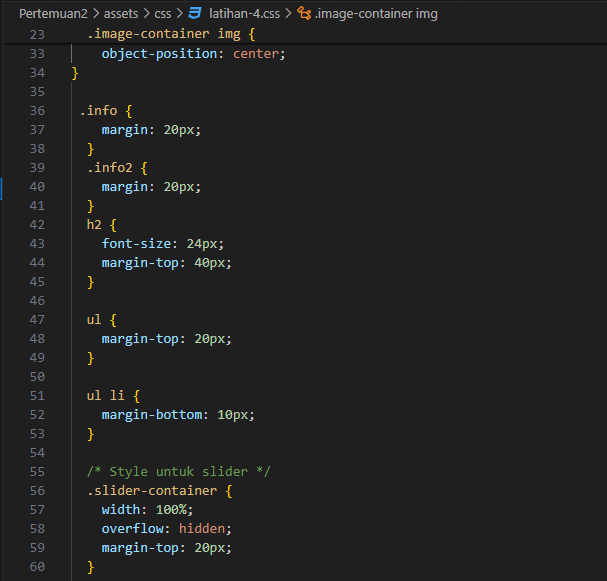 Pertemuan2 > assets > css > latihan-4.css > .image-container img
23 .image-container img {
33 object-position: center;
34 }
35
36 .info {
37 margin: 20px;
38 }
39 .info2 {
40 margin: 20px;
41 }
42 h2 {
43 font-size: 24px;
44 margin-top: 40px;
45 }
46
47 ul {
48 margin-top: 20px;
49 }
50
51 ul li {
52 margin-bottom: 10px;
53 }
54
55 /* Style untuk slider */
56 .slider-container {
57 width: 100%;
58 overflow: hidden;
59 margin-top: 20px;
60 }